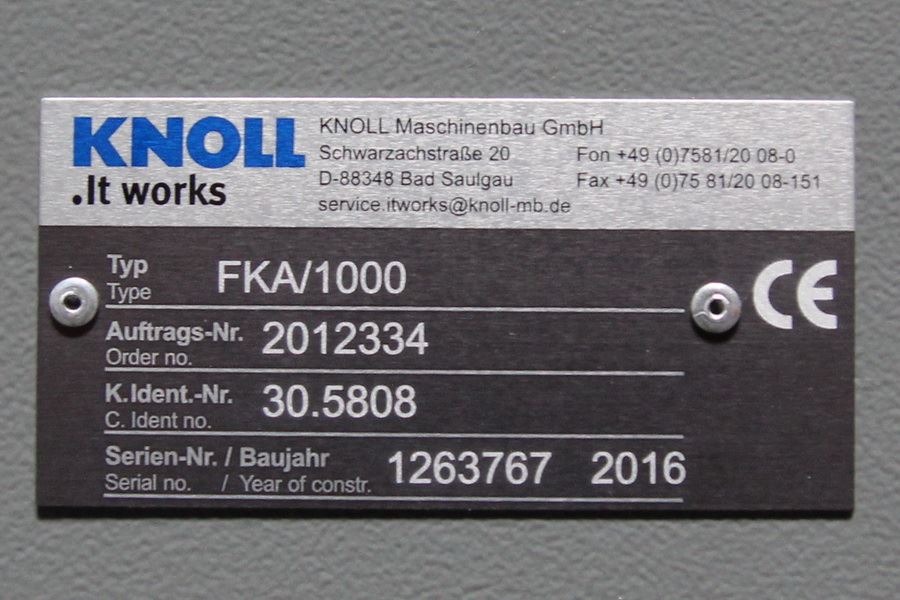 KNOLL
.It works
KNOLL Maschinenbau GmbH
Schwarzachstraße 20
D-88348 Bad Saulgau
service.itworks@knoll-mb.de
Fon +49 (0)7581/20 08-0
Fax +49 (0)75 81/20 08-151
Typ
Type
FKA/1000
CE
Auftrags-Nr.
Order no.
2012334
K.Ident.-Nr.
C. Ident no.
30.5808
Serien-Nr. / Baujahr
Serial no. / Year of constr.
1263767 2016